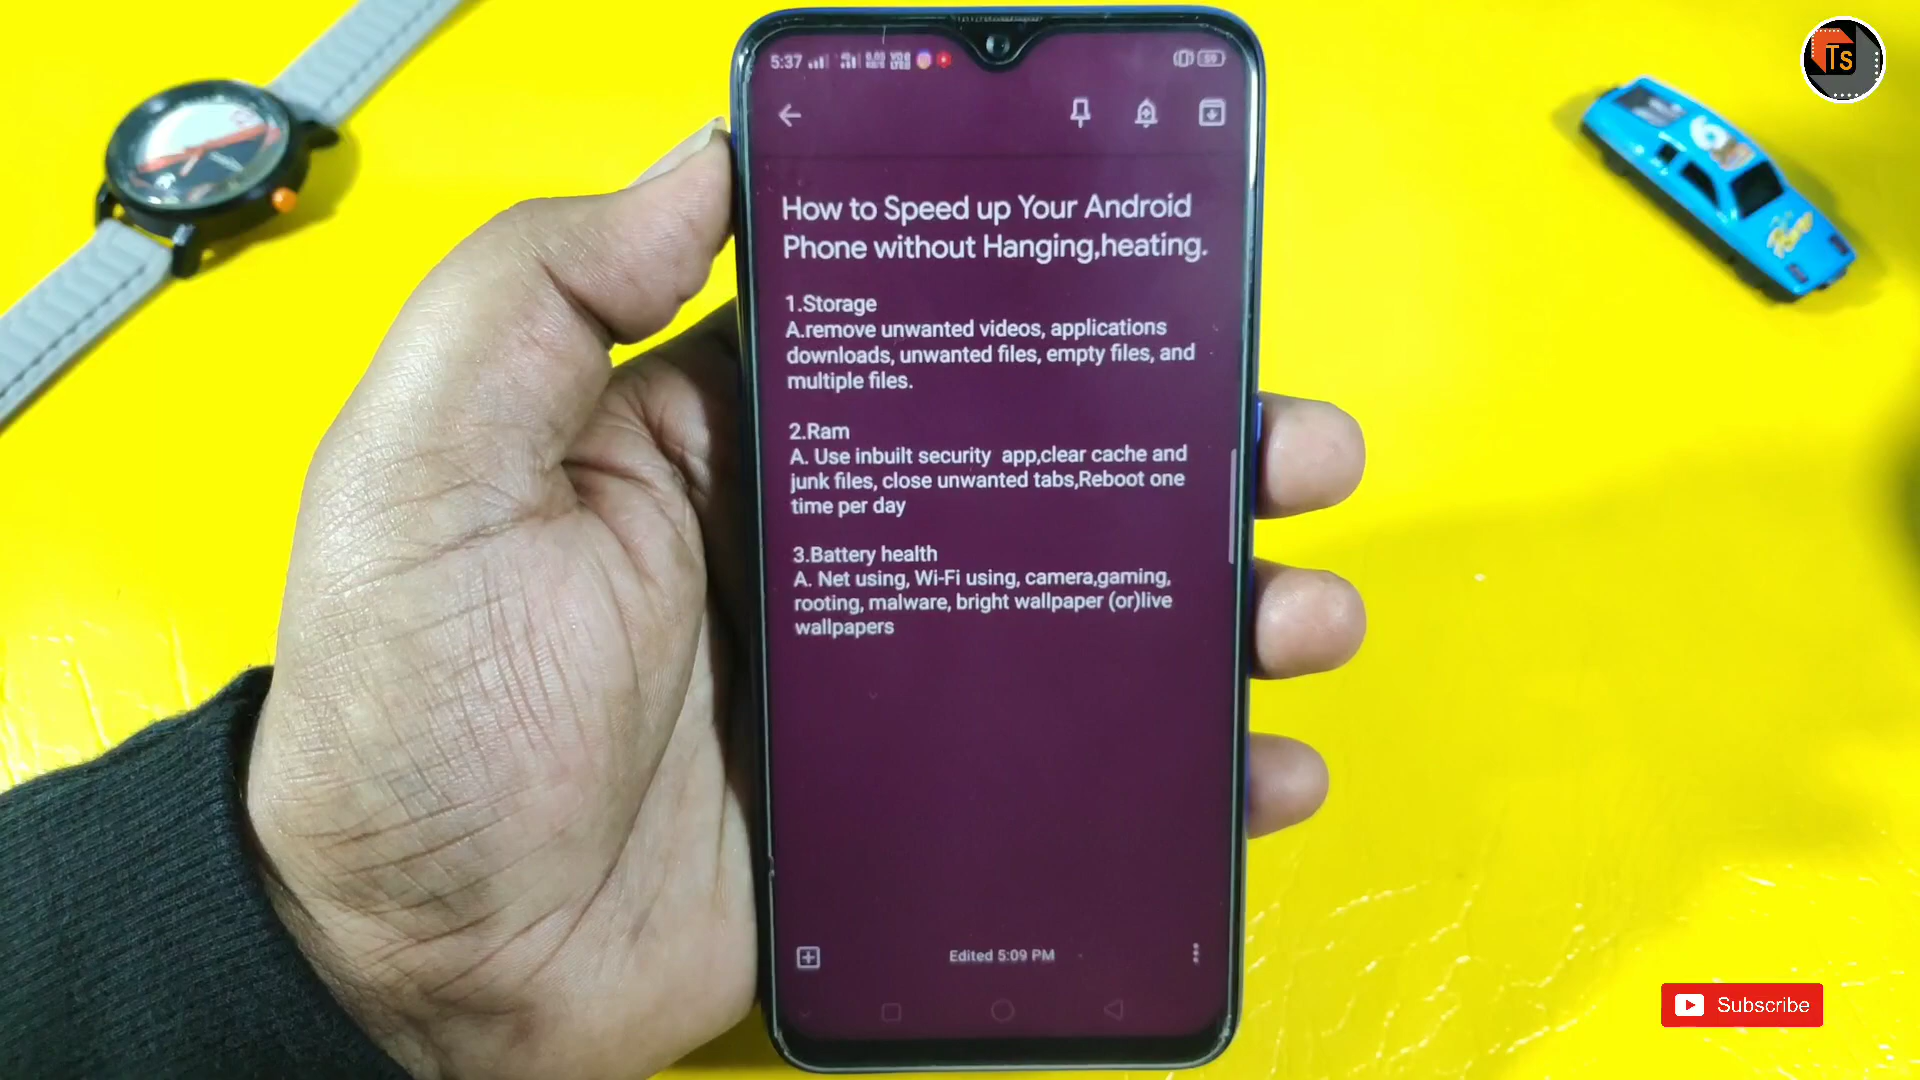 Ts
5:37
59
How to Speed up Your Android
Phone without Hanging,heating.
1.Storage
A.remove unwanted videos, applications
downloads, unwanted files, empty files, and
multiple files.
2.Ram
A. Use inbuilt security app,clear cache and
junk files, close unwanted tabs,Reboot one
time per day
3.Battery health
A. Net using, Wi-Fi using, camera,gaming,
rooting, malware, bright wallpaper (or)live
wallpapers
Edited 5:09 PM
6
Subscribe